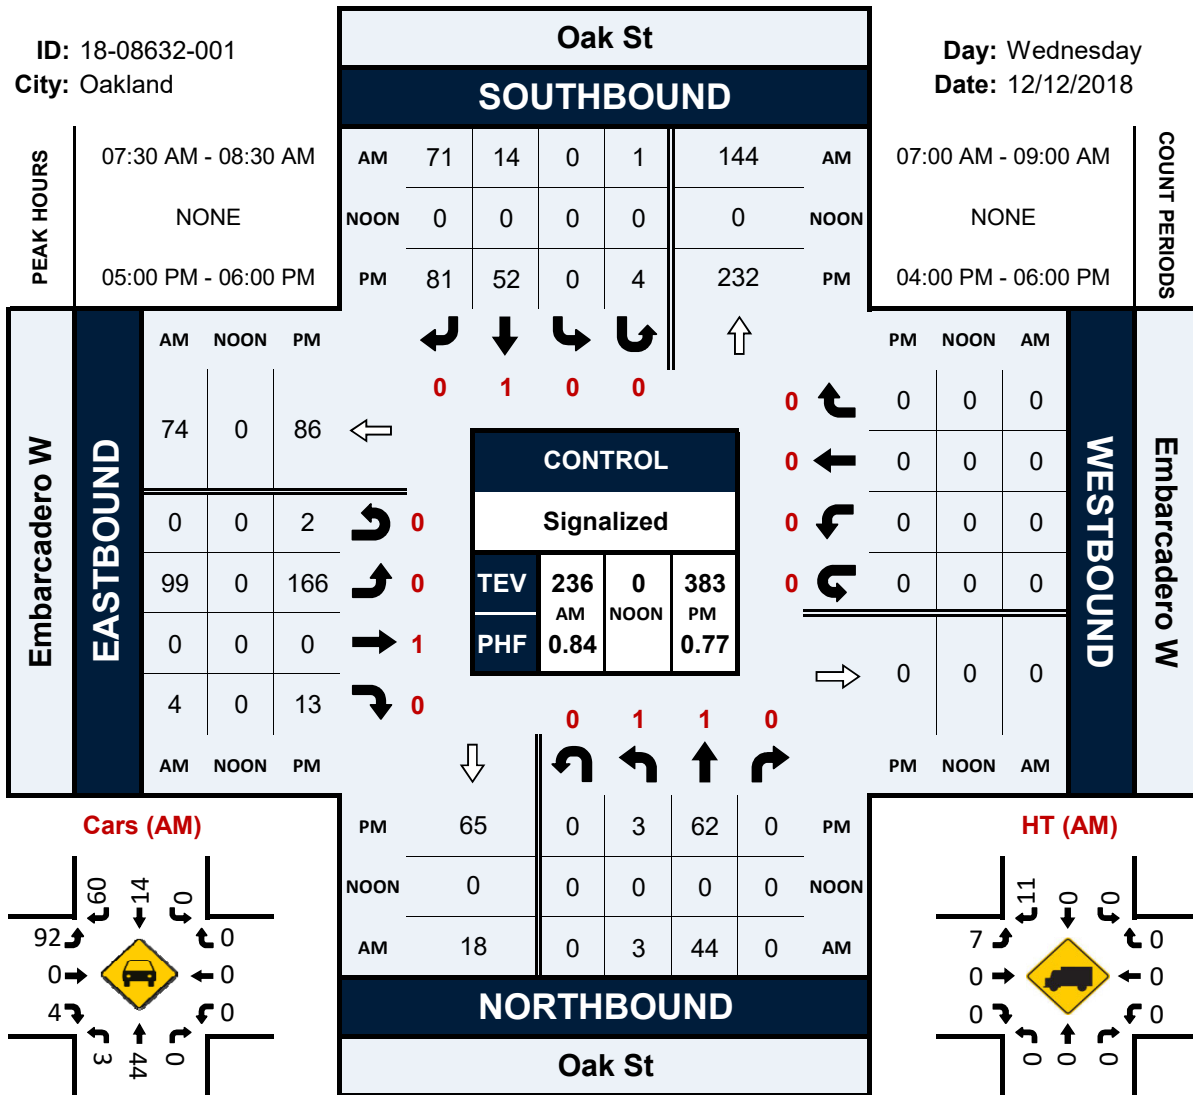 Oak St
ID: 18-08632-001
City: Oakland
Day: Wednesday
Date: 12/12/2018
SOUTHBOUND
PEAK HOURS
07:30 AM - 08:30 AM
NONE
05:00 PM - 06:00 PM
AM 71 14 0 1 144 AM
NOON 0 0 0 0 0 NOON
PM 81 52 0 4 232 PM
07:00 AM - 09:00 AM
NONE
04:00 PM - 06:00 PM
COUNT PERIODS
0 1 0 0
Embarcadero W
EASTBOUND
AM NOON PM
74 0 86
0 0 2 0
99 0 166 0
0 0 0 1
4 0 13 0
AM NOON PM
CONTROL
Signalized
TEV 236 0 383
AM NOON PM
PHF 0.84 0.77
PM NOON AM
0 0 0 0
0 0 0 0
0 0 0 0
0 0 0 0
0 0 0
PM NOON AM
WESTBOUND
Embarcadero W
0 1 1 0
PM 65 0 3 62 0 PM
NOON 0 0 0 0 0 NOON
AM 18 0 3 44 0 AM
NORTHBOUND
Oak St
Cars (AM)
60 14 0
92 0
0 0
4 0
3 44 0
HT (AM)
11 0 0
7 0
0 0
0 0
0 0 0